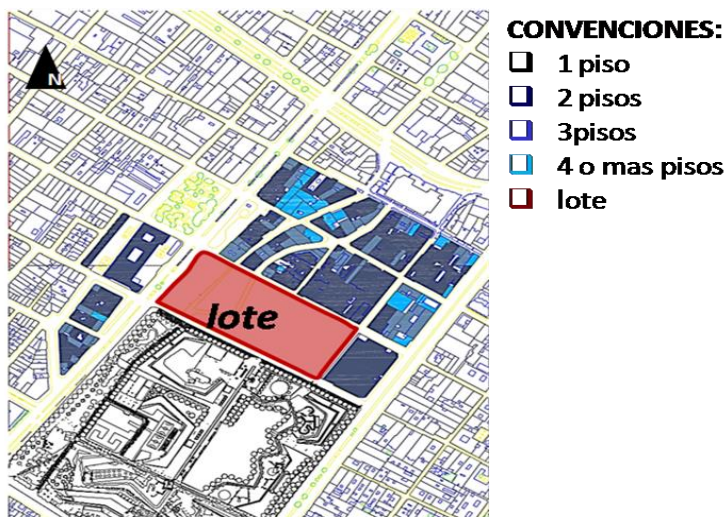 N
lote
CONVENCIONES:
1 piso
2 pisos
3pisos
4 o mas pisos
lote